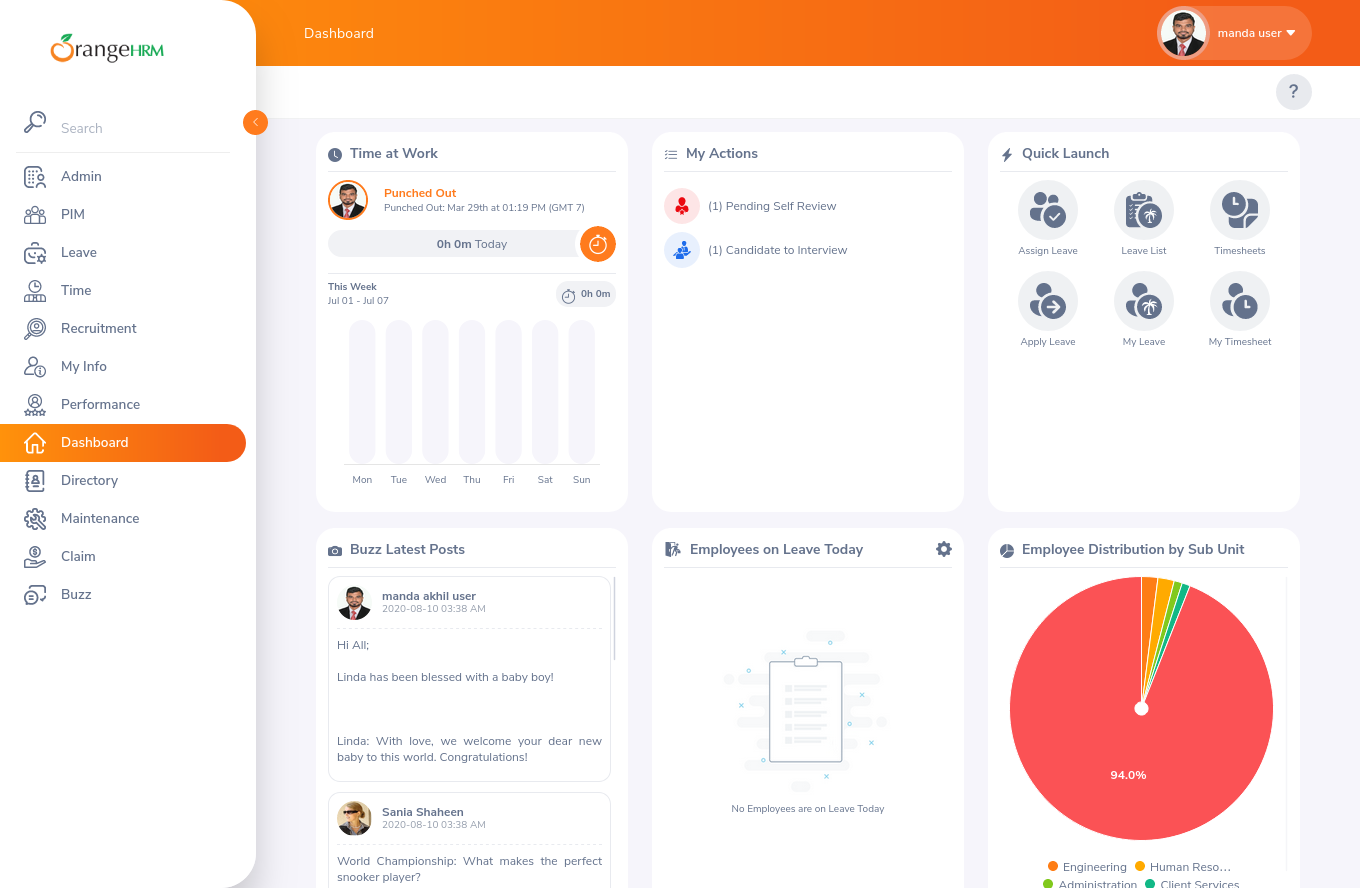 OrangeHRM
Dashboard
manda user
Search
?
Admin
PIM
Leave
Time
Recruitment
My Info
Performance
Dashboard
Directory
Maintenance
Claim
Buzz
Time at Work
Punched Out
Punched Out: Mar 29th at 01:19 PM (GMT 7)
0h 0m Today
This Week
Jul 01 - Jul 07
0h 0m
Mon Tue Wed Thu Fri Sat Sun
My Actions
(1) Pending Self Review
(1) Candidate to Interview
Quick Launch
Assign Leave Leave List Timesheets
Apply Leave My Leave My Timesheet
Buzz Latest Posts
manda akhil user
2020-08-10 03:38 AM
Hi All;
Linda has been blessed with a baby boy!
Linda: With love, we welcome your dear new
baby to this world. Congratulations!
Sania Shaheen
2020-08-10 03:38 AM
World Championship: What makes the perfect
snooker player?
Employees on Leave Today
No Employees are on Leave Today
Employee Distribution by Sub Unit
94.0%
Engineering Human Reso…
Administration Client Services